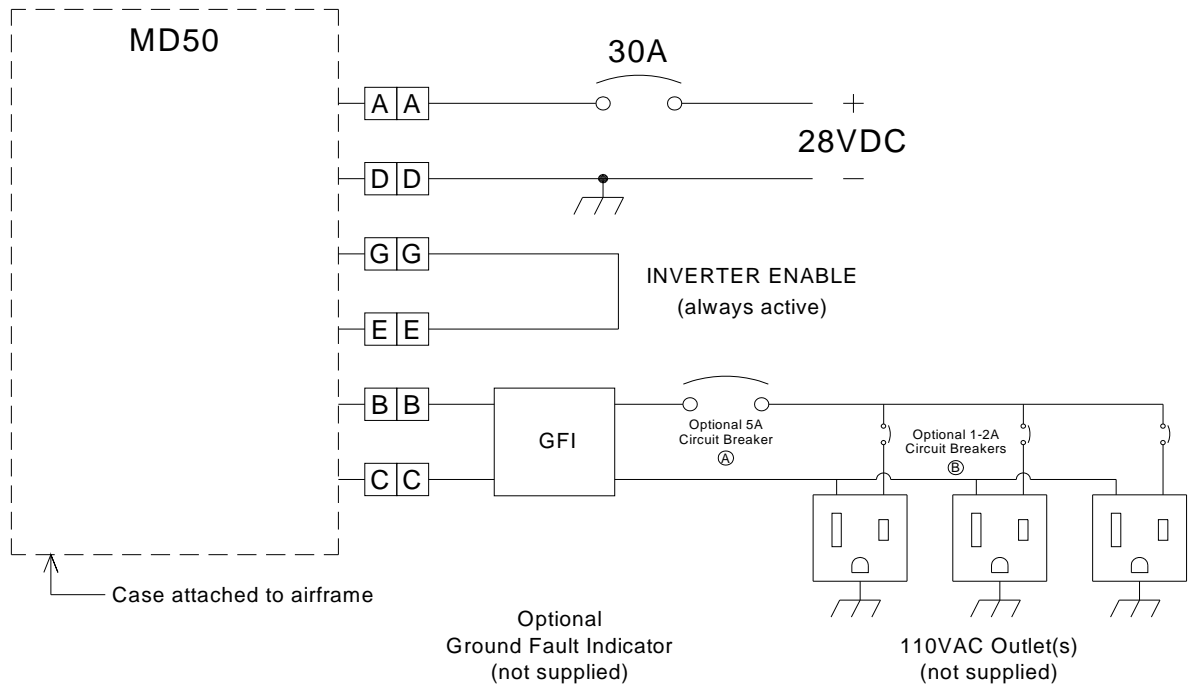 MD50
30A
A A
+
28VDC
D D
−
G G
INVERTER ENABLE
(always active)
E E
B B
GFI
Optional 5A
Circuit Breaker
A
Optional 1-2A
Circuit Breakers
B
C C
Case attached to airframe
Optional
Ground Fault Indicator
(not supplied)
110VAC Outlet(s)
(not supplied)